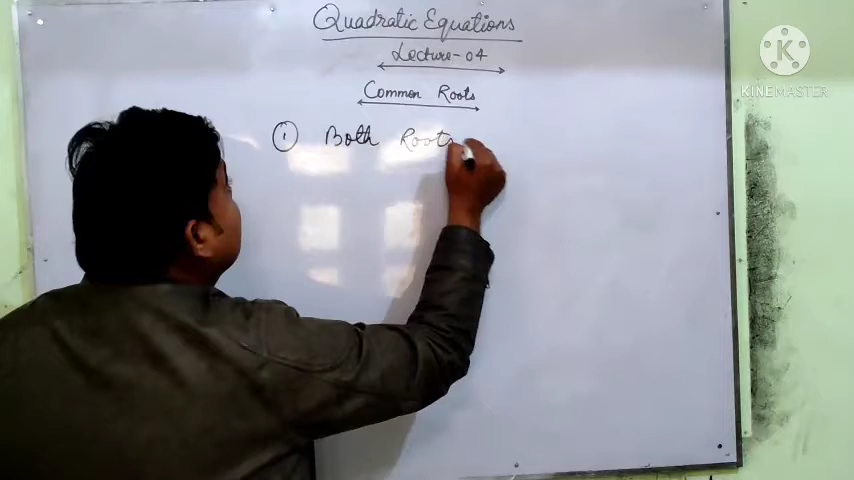 Quadratic Equations
Lecture-04
Common Roots
① Both Roots
K
KINEMASTER